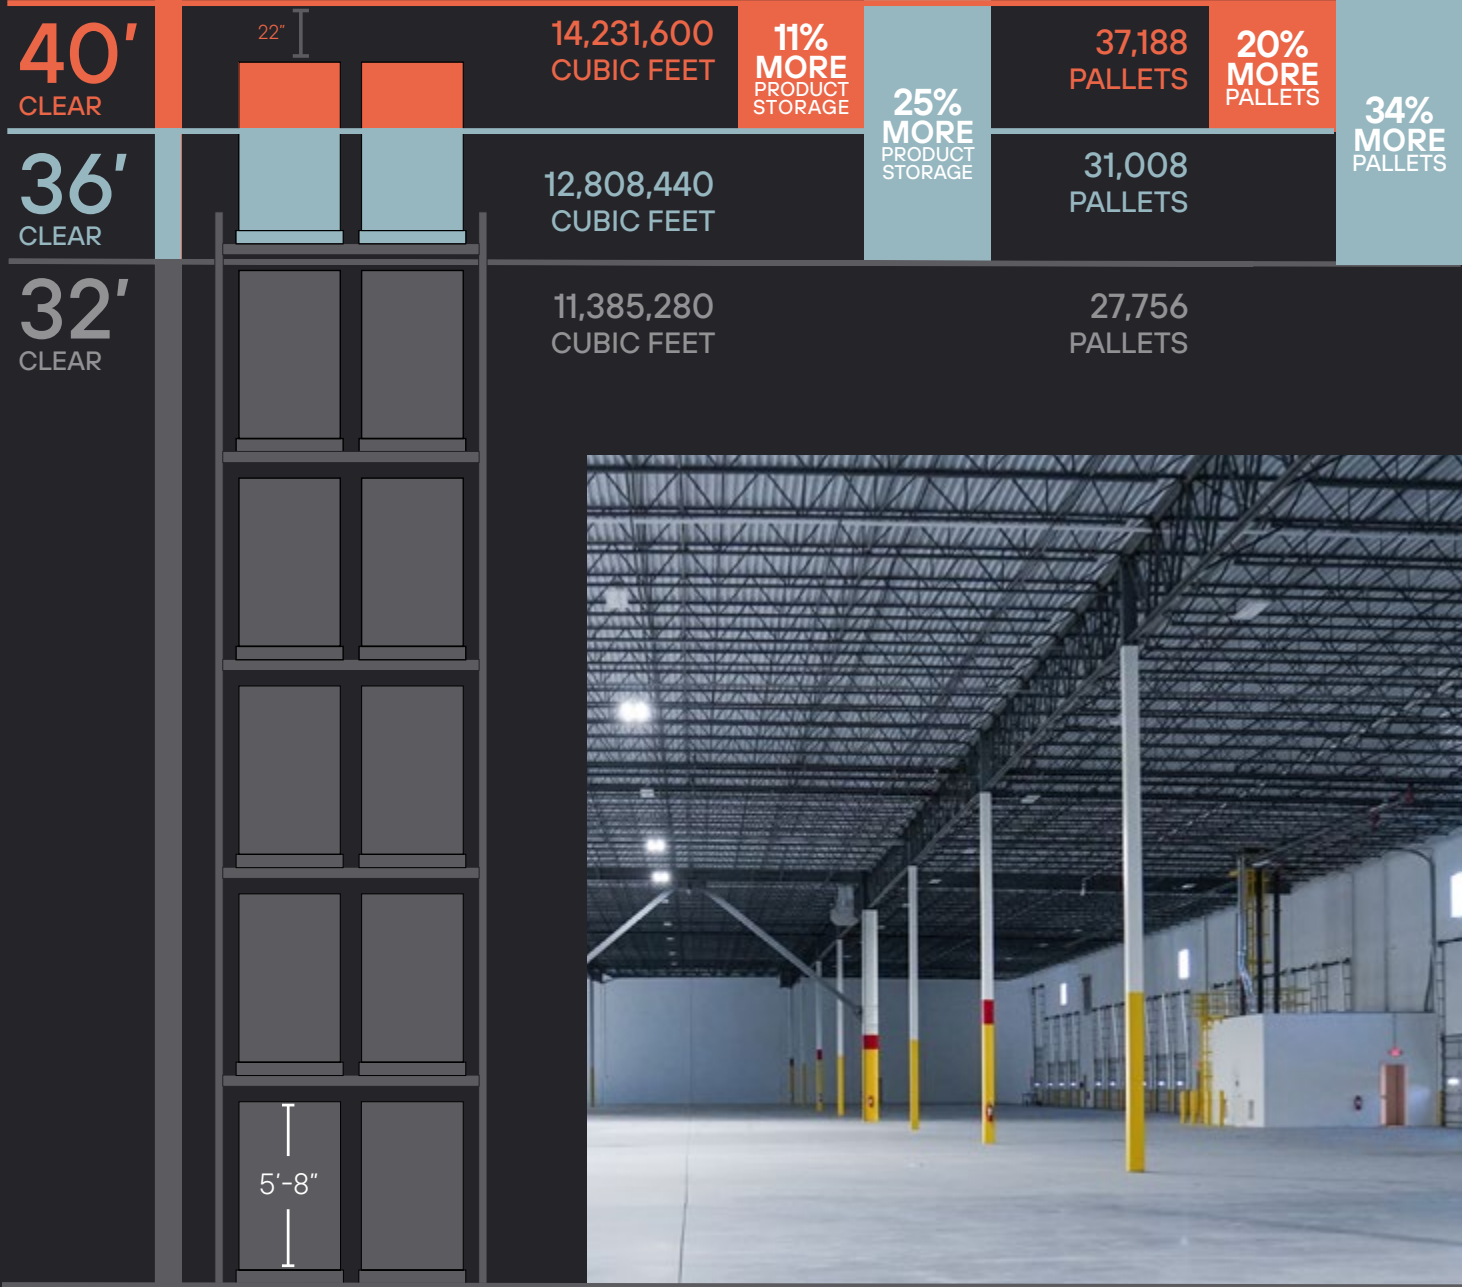 40’
CLEAR
22"
14,231,600
CUBIC FEET
11%
MORE
PRODUCT
STORAGE
25%
MORE
PRODUCT
STORAGE
37,188
PALLETS
20%
MORE
PALLETS
34%
MORE
PALLETS
36’
CLEAR
12,808,440
CUBIC FEET
31,008
PALLETS
32’
CLEAR
11,385,280
CUBIC FEET
27,756
PALLETS
5’-8”